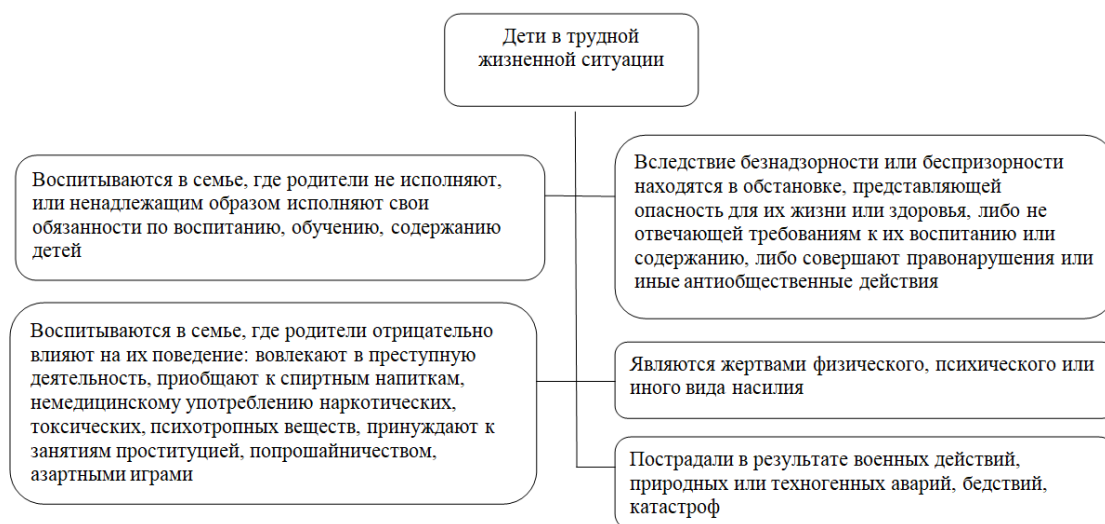 Дети в трудной
жизненной ситуации
Воспитываются в семье, где родители не исполняют,
или ненадлежащим образом исполняют свои
обязанности по воспитанию, обучению, содержанию
детей
Вследствие безнадзорности или беспризорности
находятся в обстановке, представляющей
опасность для их жизни или здоровья, либо не
отвечающей требованиям к их воспитанию или
содержанию, либо совершают правонарушения или
иные антиобщественные действия
Воспитываются в семье, где родители отрицательно
влияют на их поведение: вовлекают в преступную
деятельность, приобщают к спиртным напиткам,
немедицинскому употреблению наркотических,
токсических, психотропных веществ, принуждают к
занятиям проституцией, попрошайничеством,
азартными играми
Являются жертвами физического, психического или
иного вида насилия
Пострадали в результате военных действий,
природных или техногенных аварий, бедствий,
катастроф